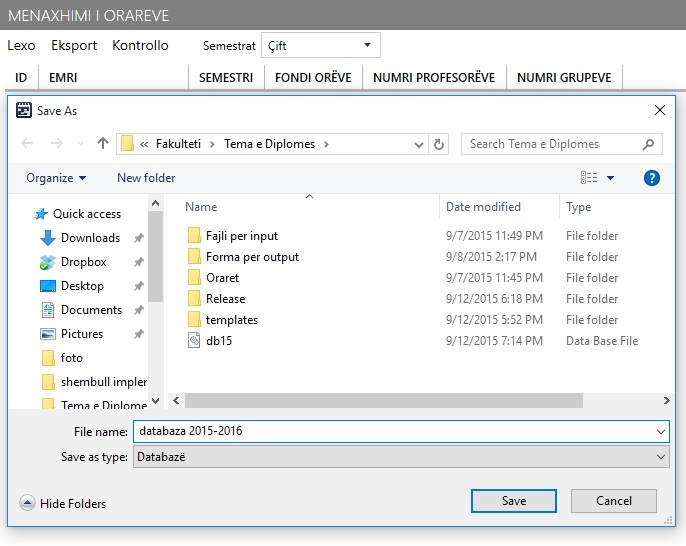 MENAXHIMI I ORAREVE
Lexo Eksport Kontrollo Semestrat Çift
ID EMRI SEMESTRI FONDI ORËVE NUMRI PROFESORËVE NUMRI GRUPEVE
Save As
« Fakulteti › Tema e Diplomes › Search Tema e Diplomes
Organize New folder
Name Date modified Type
Quick access
Downloads
Dropbox
Desktop
Documents
Pictures
foto
shembull impler
Tema e Diplome
Fajli per input 9/7/2015 11:49 PM File folder
Forma per output 9/8/2015 2:17 PM File folder
Oraret 9/7/2015 11:45 PM File folder
Release 9/12/2015 6:18 PM File folder
templates 9/12/2015 5:52 PM File folder
db15 9/12/2015 7:14 PM Data Base File
File name: databaza 2015-2016
Save as type: Databazë
Hide Folders Save Cancel